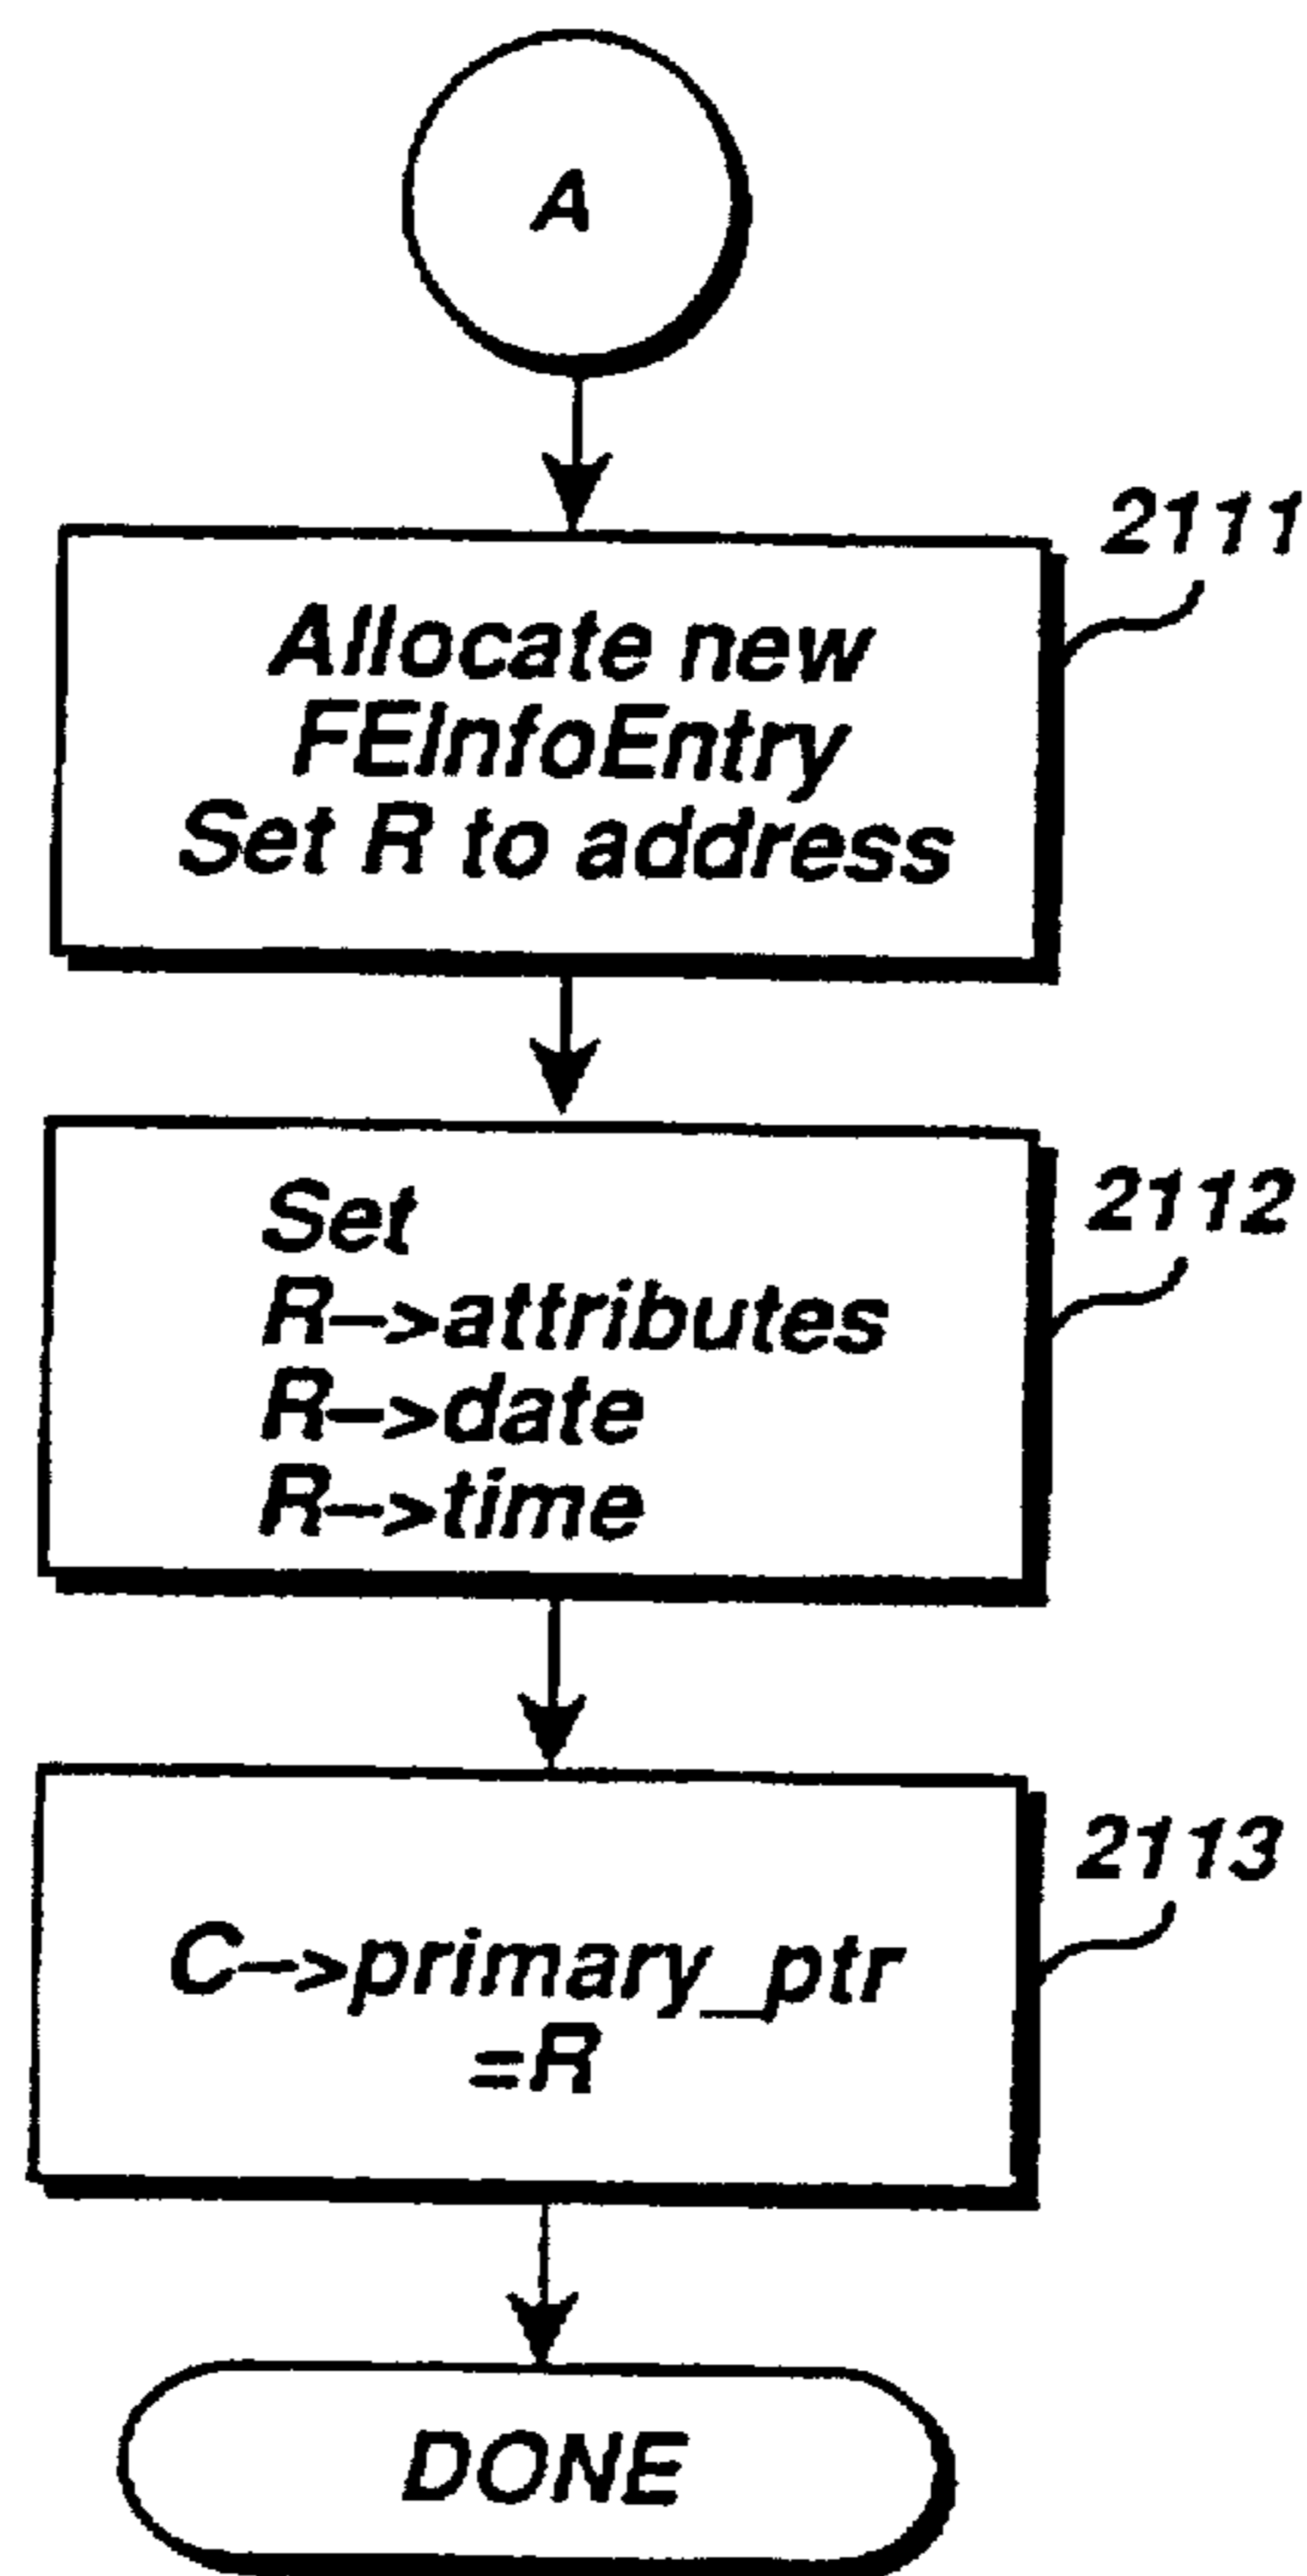 A
2111
Allocate new
FEInfoEntry
Set R to address
2112
Set
R–>attributes
R–>date
R–>time
2113
C–>primary_ptr
=R
DONE